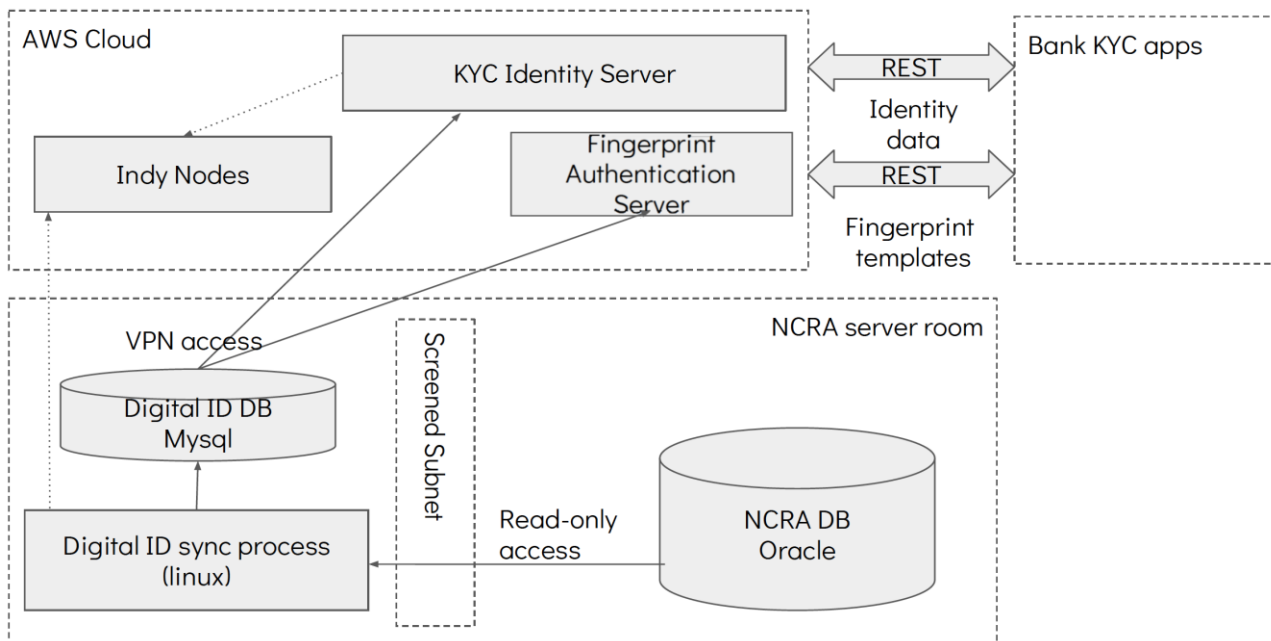 AWS Cloud
KYC Identity Server
Indy Nodes
Fingerprint
Authentication
Server
REST
Identity
data
REST
Fingerprint
templates
Bank KYC apps
NCRA server room
VPN access
Digital ID DB
Mysql
Screened Subnet
Digital ID sync process
(linux)
Read-only
access
NCRA DB
Oracle